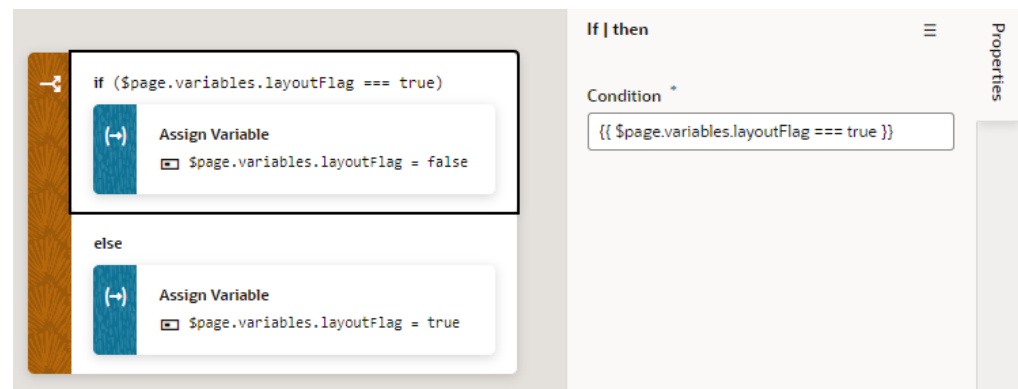 if ($page.variables.layoutFlag === true)
Assign Variable
$page.variables.layoutFlag = false
else
Assign Variable
$page.variables.layoutFlag = true
If | then
Condition *
{{ $page.variables.layoutFlag === true }}
Properties